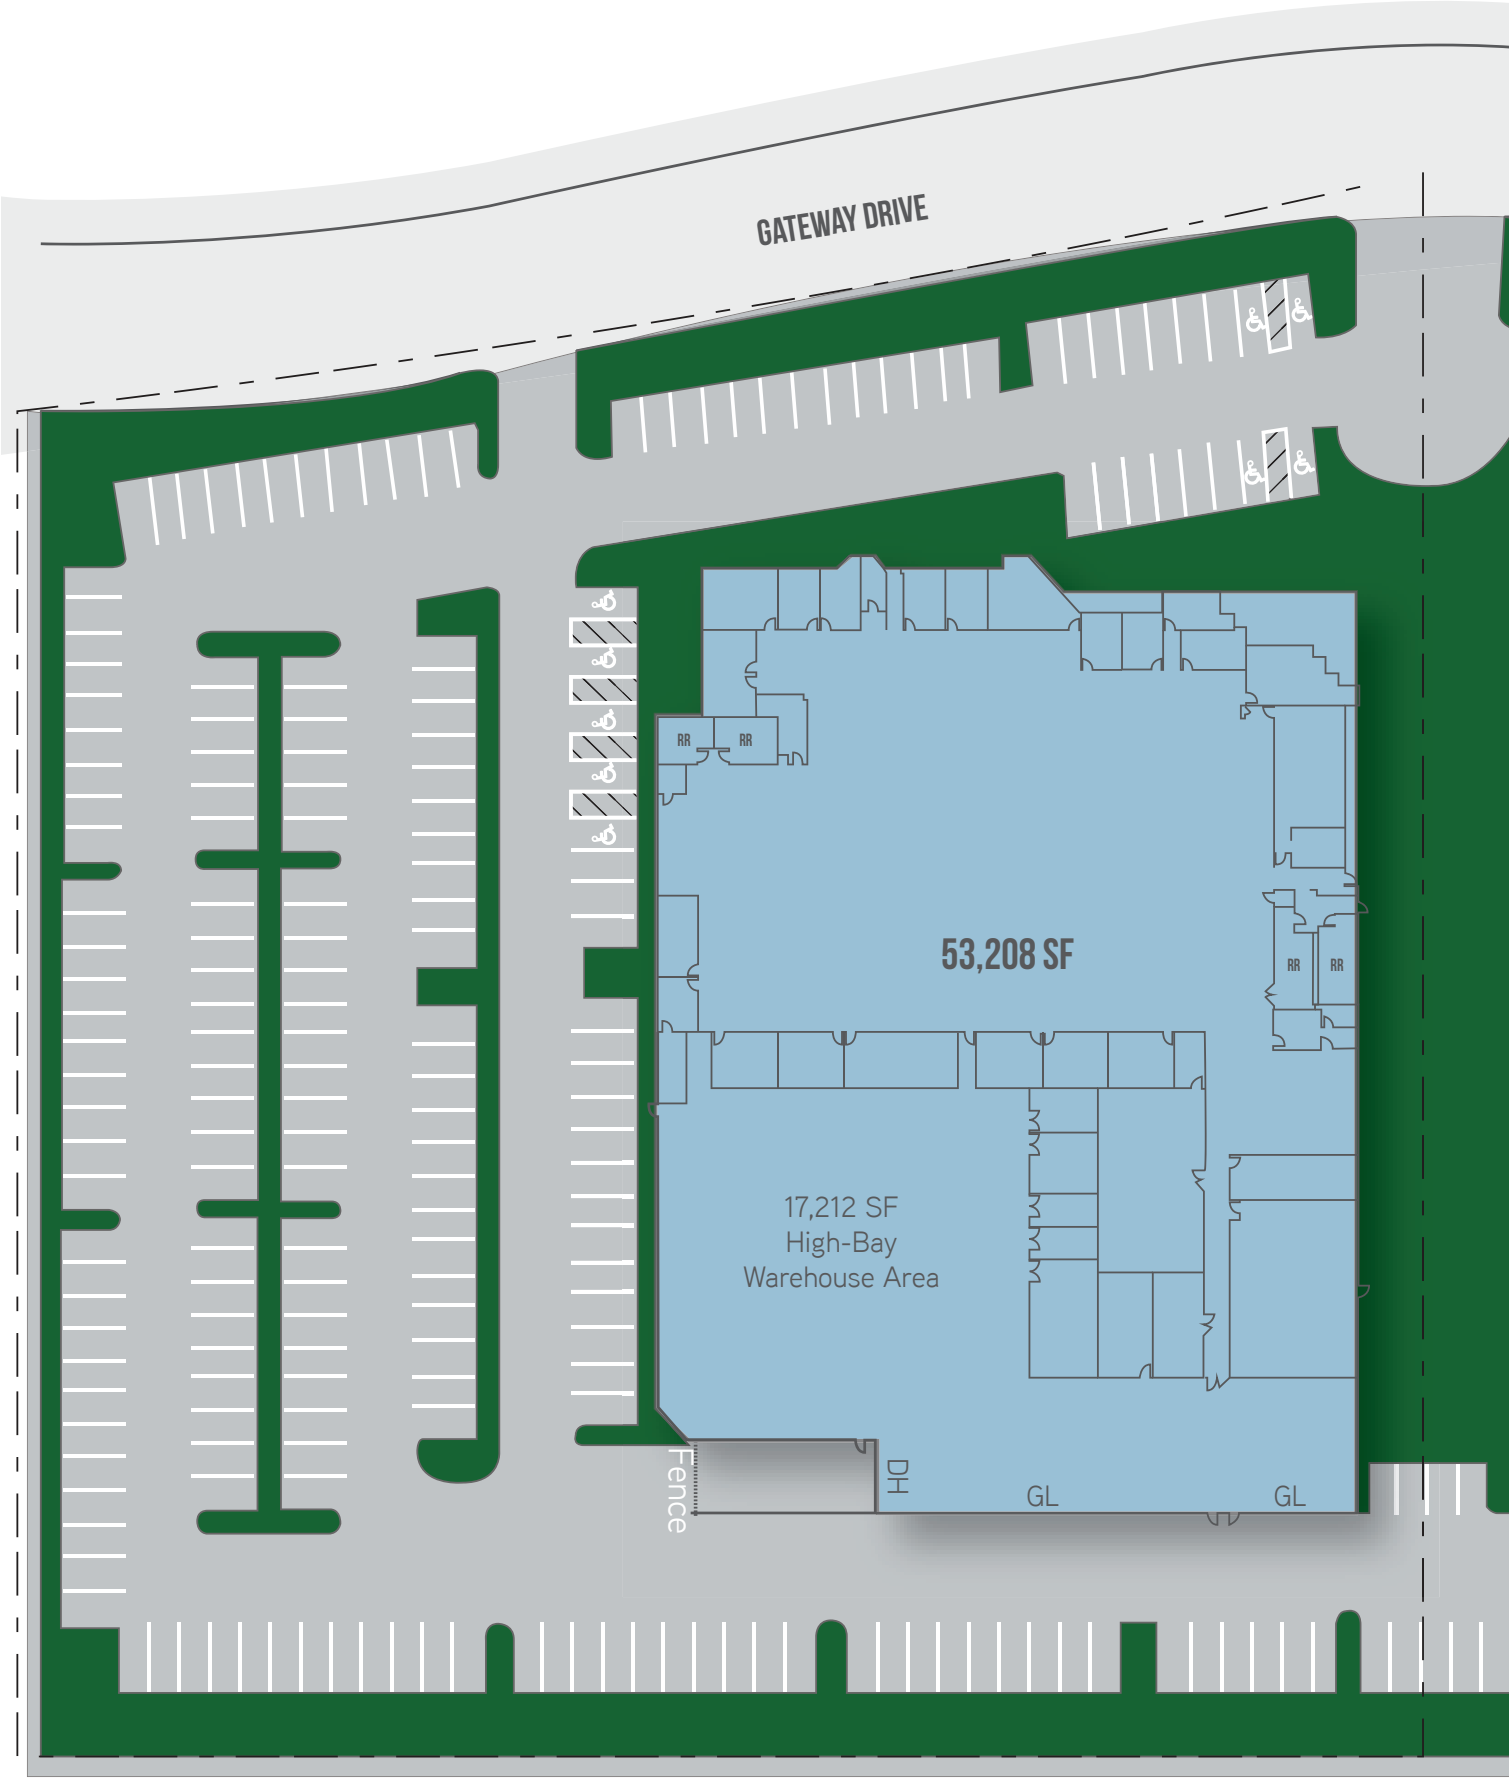 GATEWAY DRIVE
RR
RR
53,208 SF
RR
RR
17,212 SF
High-Bay
Warehouse Area
Fence
DH
GL
GL